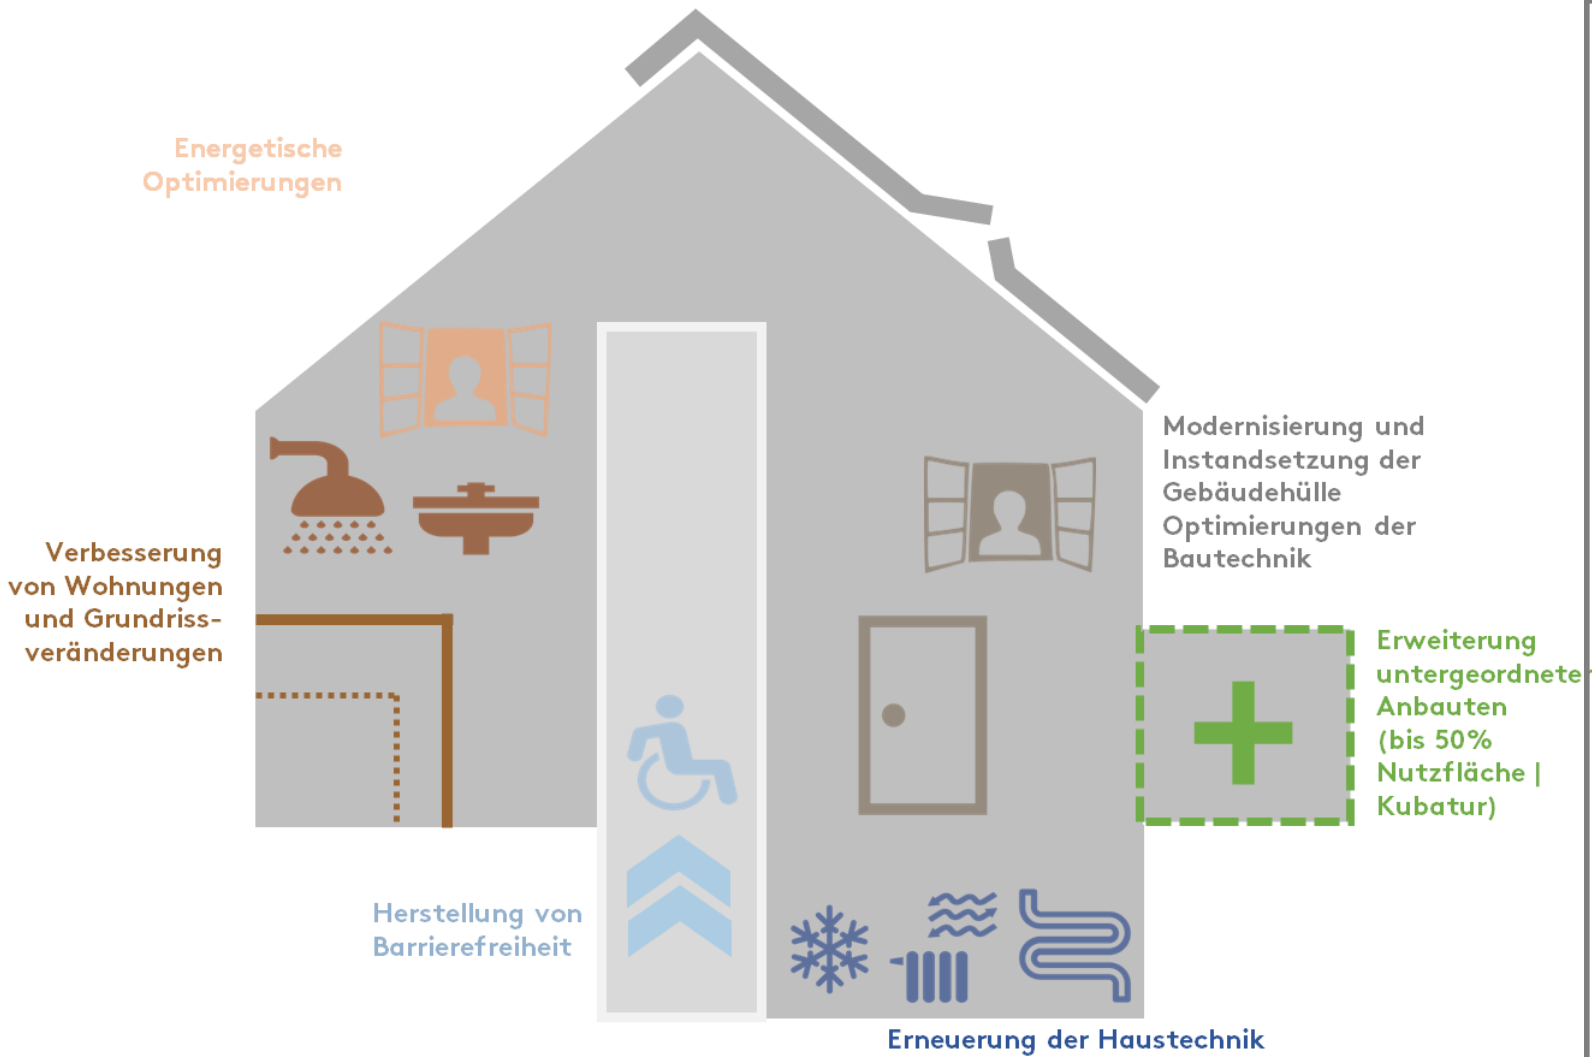 Energetische
Optimierungen
Modernisierung und
Instandsetzung der
Gebäudehülle
Optimierungen der
Bautechnik
Verbesserung
von Wohnungen
und Grundriss-
veränderungen
Erweiterung
untergeordneter
Anbauten
(bis 50%
Nutzfläche |
Kubatur)
Herstellung von
Barrierefreiheit
Erneuerung der Haustechnik